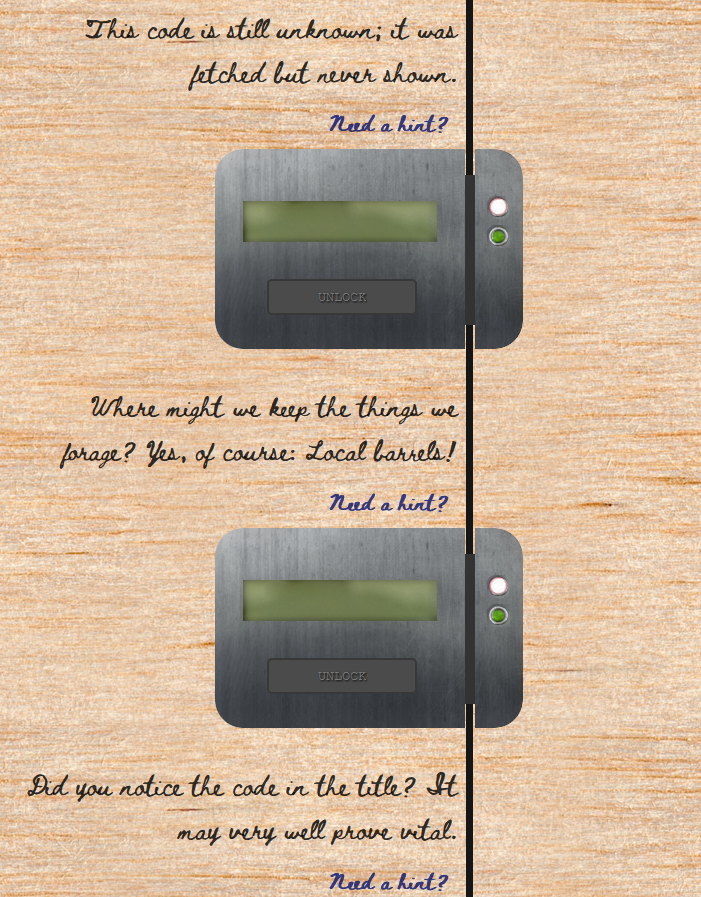 This code is still unknown; it was
fetched but never shown.
Need a hint?
UNLOCK
Where might we keep the things we
forage? Yes, of course: Local barrels!
Need a hint?
UNLOCK
Did you notice the code in the title? It
may very well prove vital.
Need a hint?